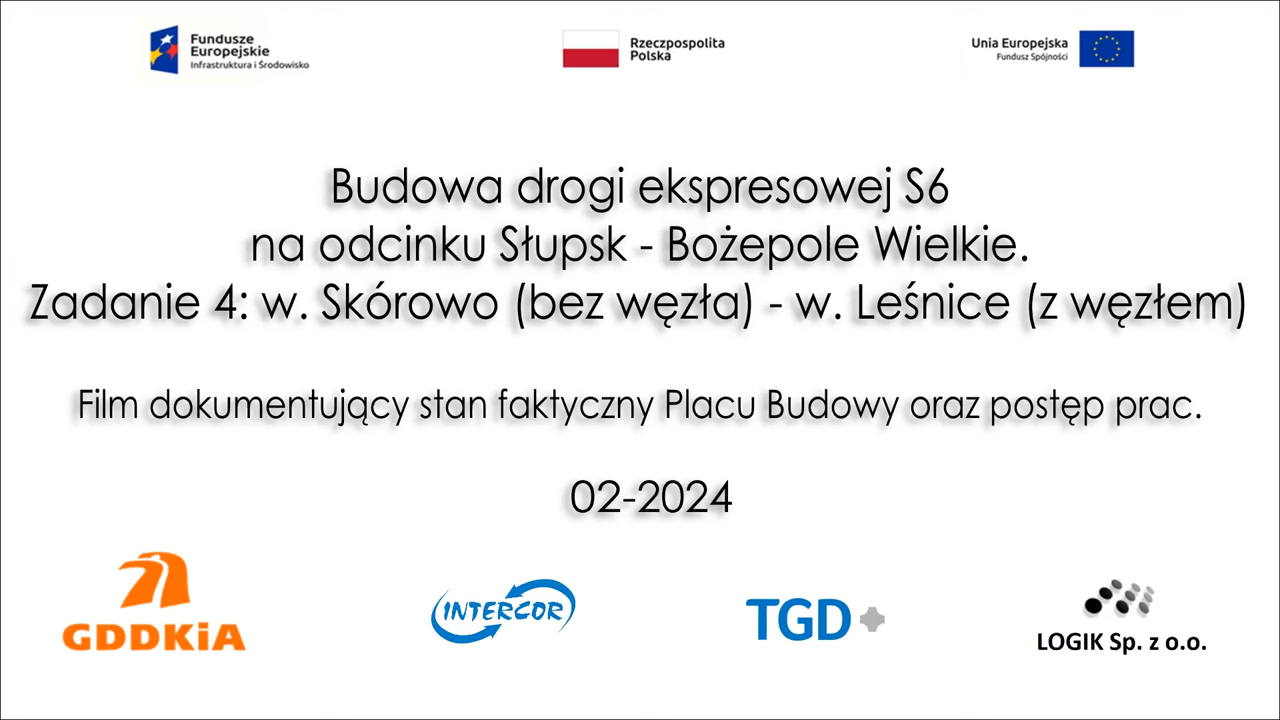 Fundusze
Europejskie
Infrastruktura i Środowisko
Rzeczpospolita
Polska
Unia Europejska
Fundusz Spójności
Budowa drogi ekspresowej S6
na odcinku Słupsk - Bożepole Wielkie.
Zadanie 4: w. Skórowo (bez węzła) - w. Leśnice (z węzłem)
Film dokumentujący stan faktyczny Placu Budowy oraz postęp prac.
02-2024
GDDKiA
INTERCOR
TGD
LOGIK Sp. z o.o.